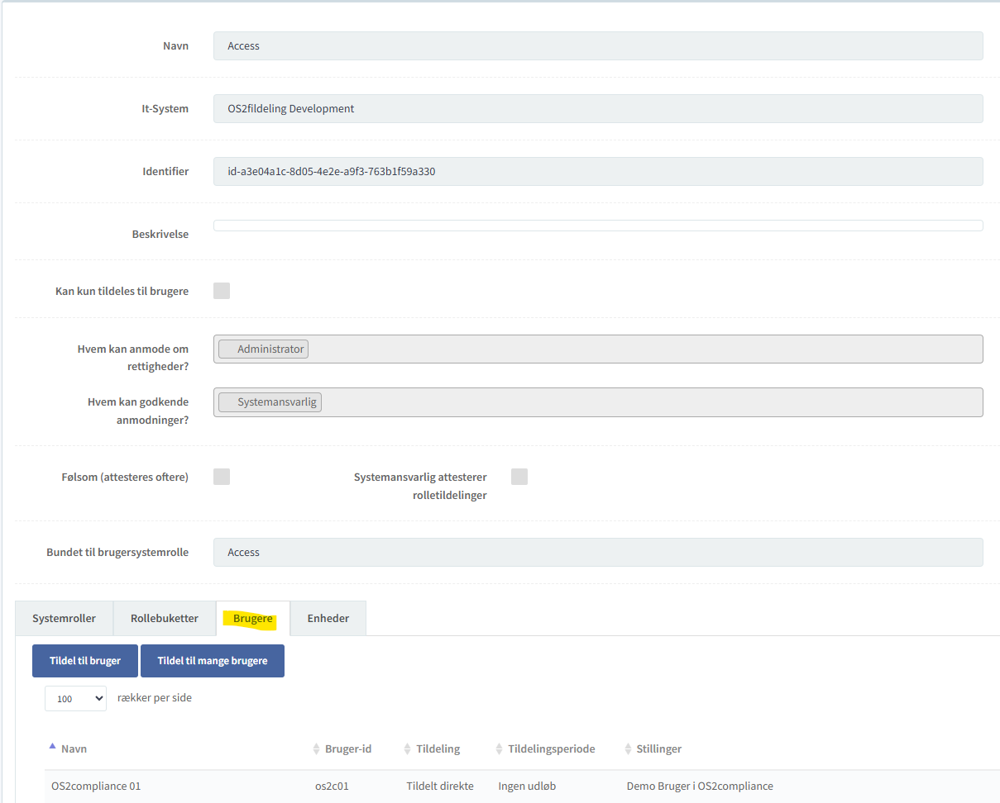 Navn
Access
It-System
OS2fildeling Development
Identifier
id-a3e04a1c-8d05-4e2e-a9f3-763b1f59a330
Beskrivelse
Kan kun tildeles til brugere
Hvem kan anmode om
rettigheder?
Administrator
Hvem kan godkende
anmodninger?
Systemansvarlig
Følsom (attesteres oftere)
Systemansvarlig attesterer
rolletildelinger
Bundet til brugersystemrolle
Access
Systemroller Rollebuketter Brugere Enheder
Tildel til bruger Tildel til mange brugere
100 rækker per side
Navn Bruger-id Tildeling Tildelingsperiode Stillinger
OS2compliance 01 os2c01 Tildelt direkte Ingen udløb Demo Bruger i OS2compliance